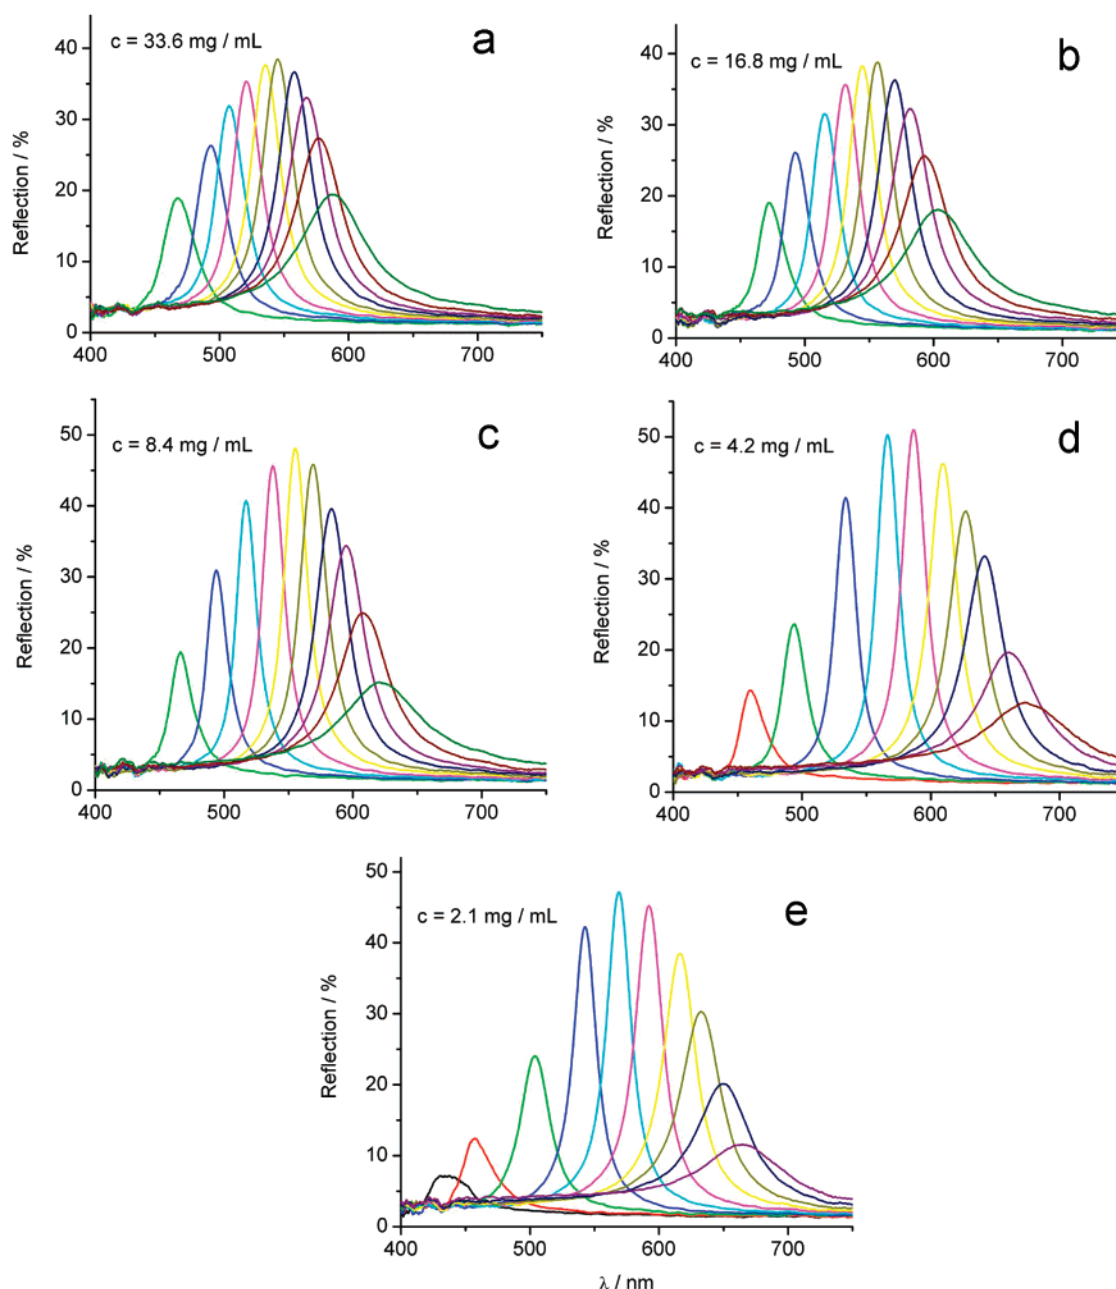 a
c = 33.6 mg / mL
Reflection / %
40
30
20
10
0
400 500 600 700
b
c = 16.8 mg / mL
Reflection / %
40
30
20
10
0
400 500 600 700
c
c = 8.4 mg / mL
Reflection / %
50
40
30
20
10
0
400 500 600 700
d
c = 4.2 mg / mL
Reflection / %
50
40
30
20
10
0
400 500 600 700
e
c = 2.1 mg / mL
Reflection / %
50
40
30
20
10
0
400 500 600 700
λ / nm